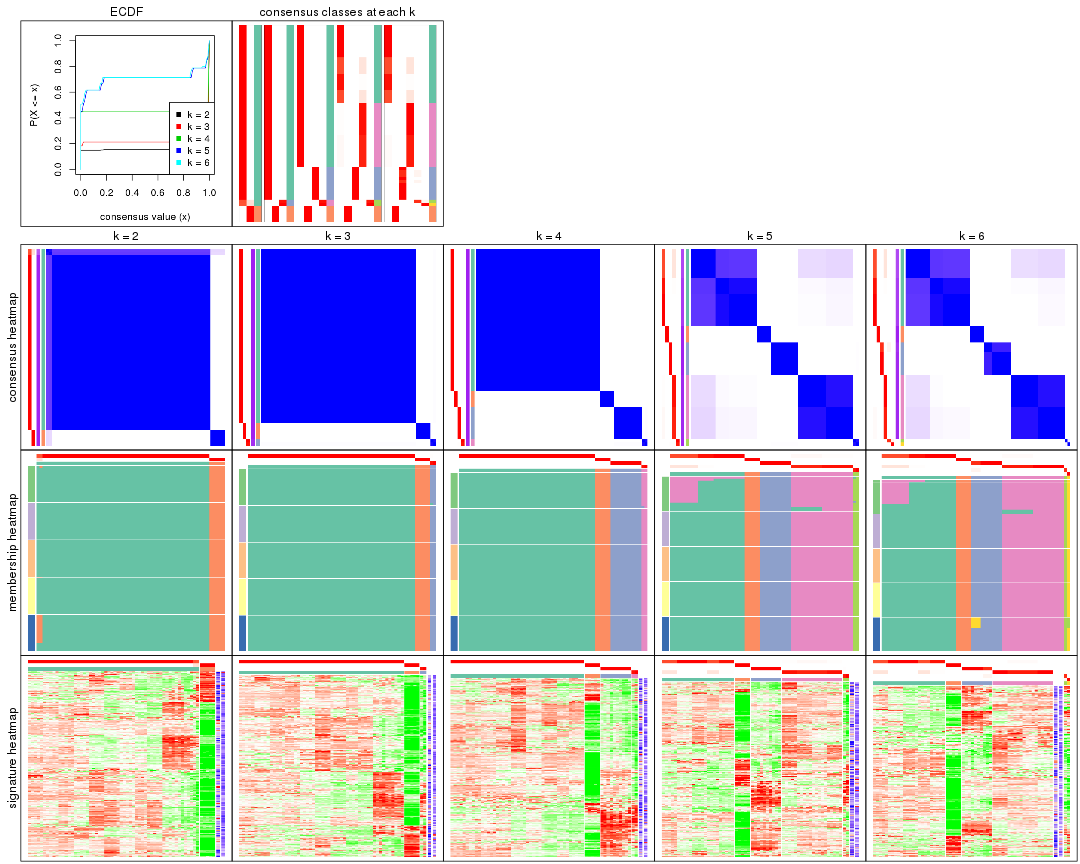 ECDF
consensus classes at each k
P(X <= x)
0.0 0.2 0.4 0.6 0.8 1.0
k = 2
k = 3
k = 4
k = 5
k = 6
0.0 0.2 0.4 0.6 0.8 1.0
consensus value (x)
k = 2
k = 3
k = 4
k = 5
k = 6
consensus heatmap
membership heatmap
signature heatmap